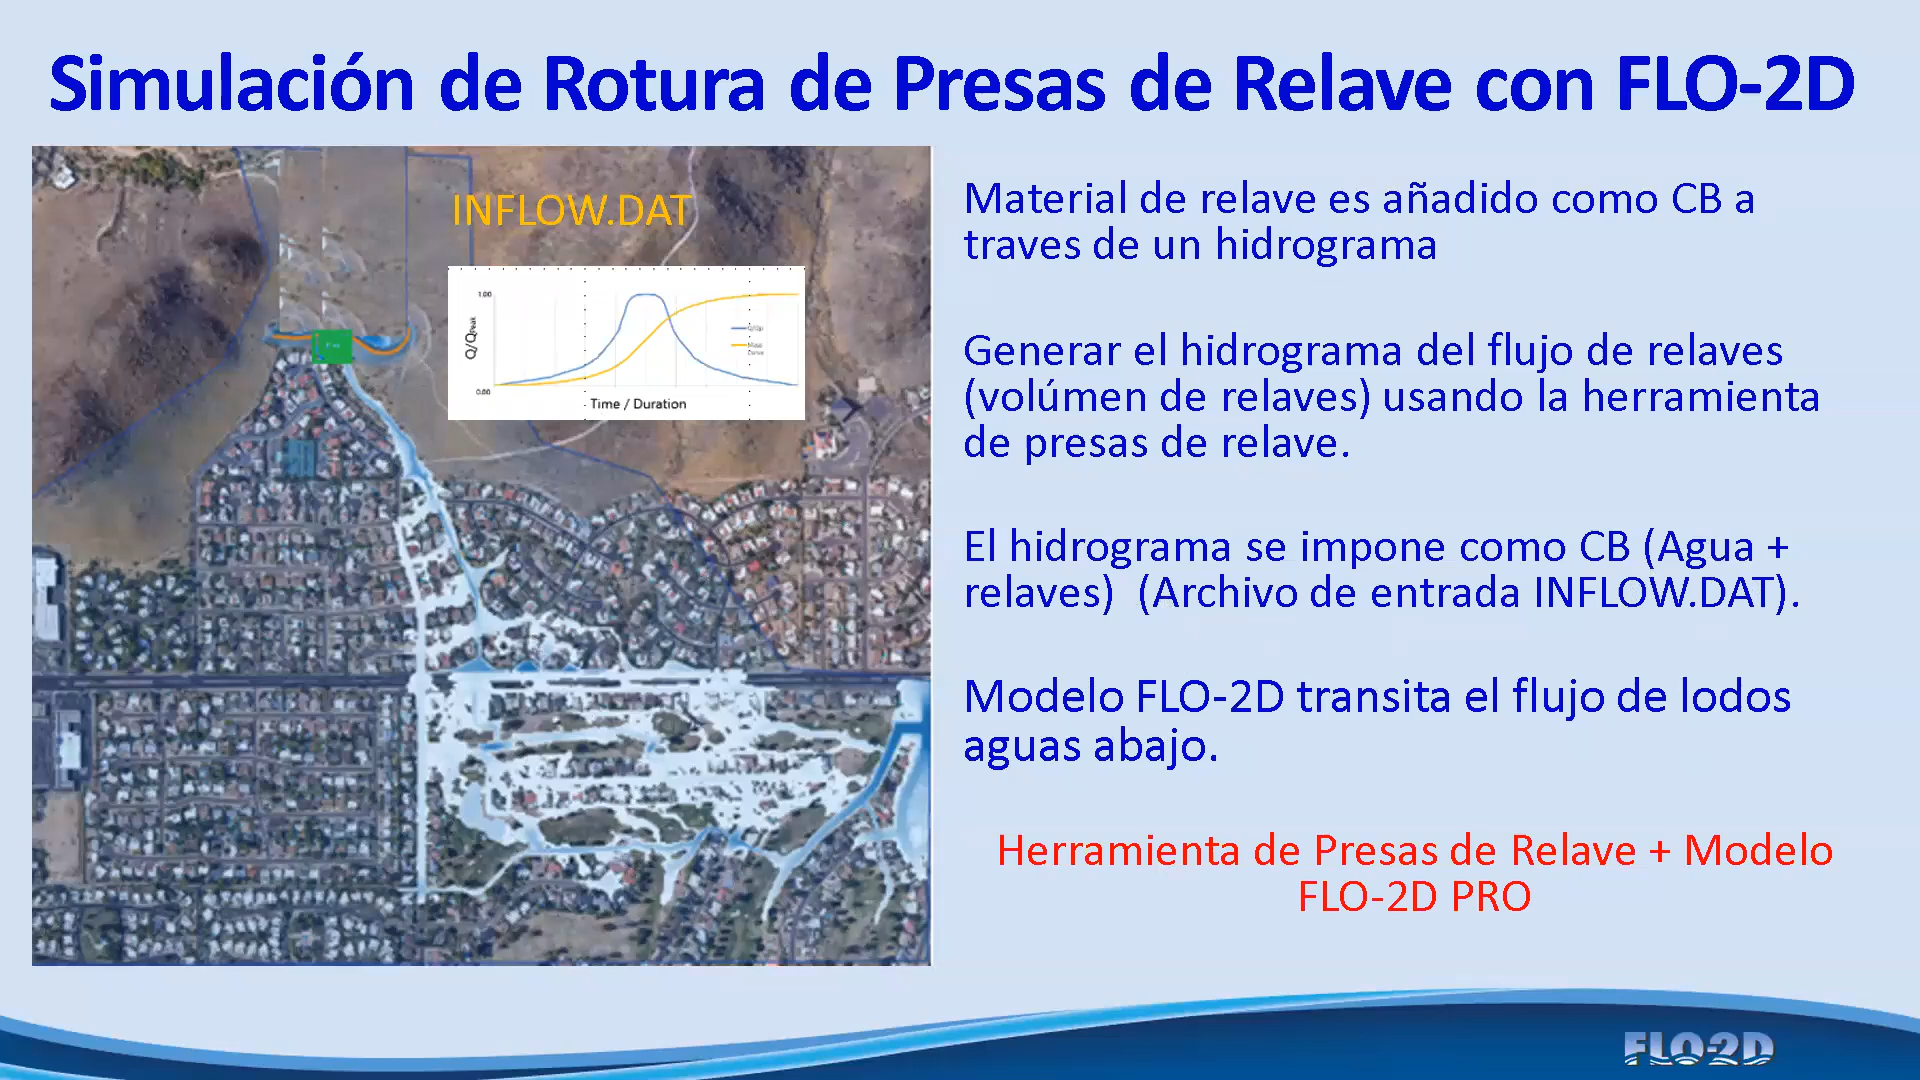 Simulación de Rotura de Presas de Relave con FLO-2D
INFLOW.DAT
1.00
Q/QPeak
0.00
Time / Duration
Material de relave es añadido como CB a
traves de un hidrograma
Generar el hidrograma del flujo de relaves
(volúmen de relaves) usando la herramienta
de presas de relave.
El hidrograma se impone como CB (Agua +
relaves) (Archivo de entrada INFLOW.DAT).
Modelo FLO-2D transita el flujo de lodos
aguas abajo.
Herramienta de Presas de Relave + Modelo
FLO-2D PRO
FLO2D